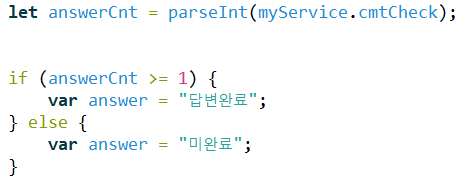 let answerCnt = parseInt(myService.cmtCheck);
if (answerCnt >= 1) {
    var answer = "답변완료";
} else {
    var answer = "미완료";
}